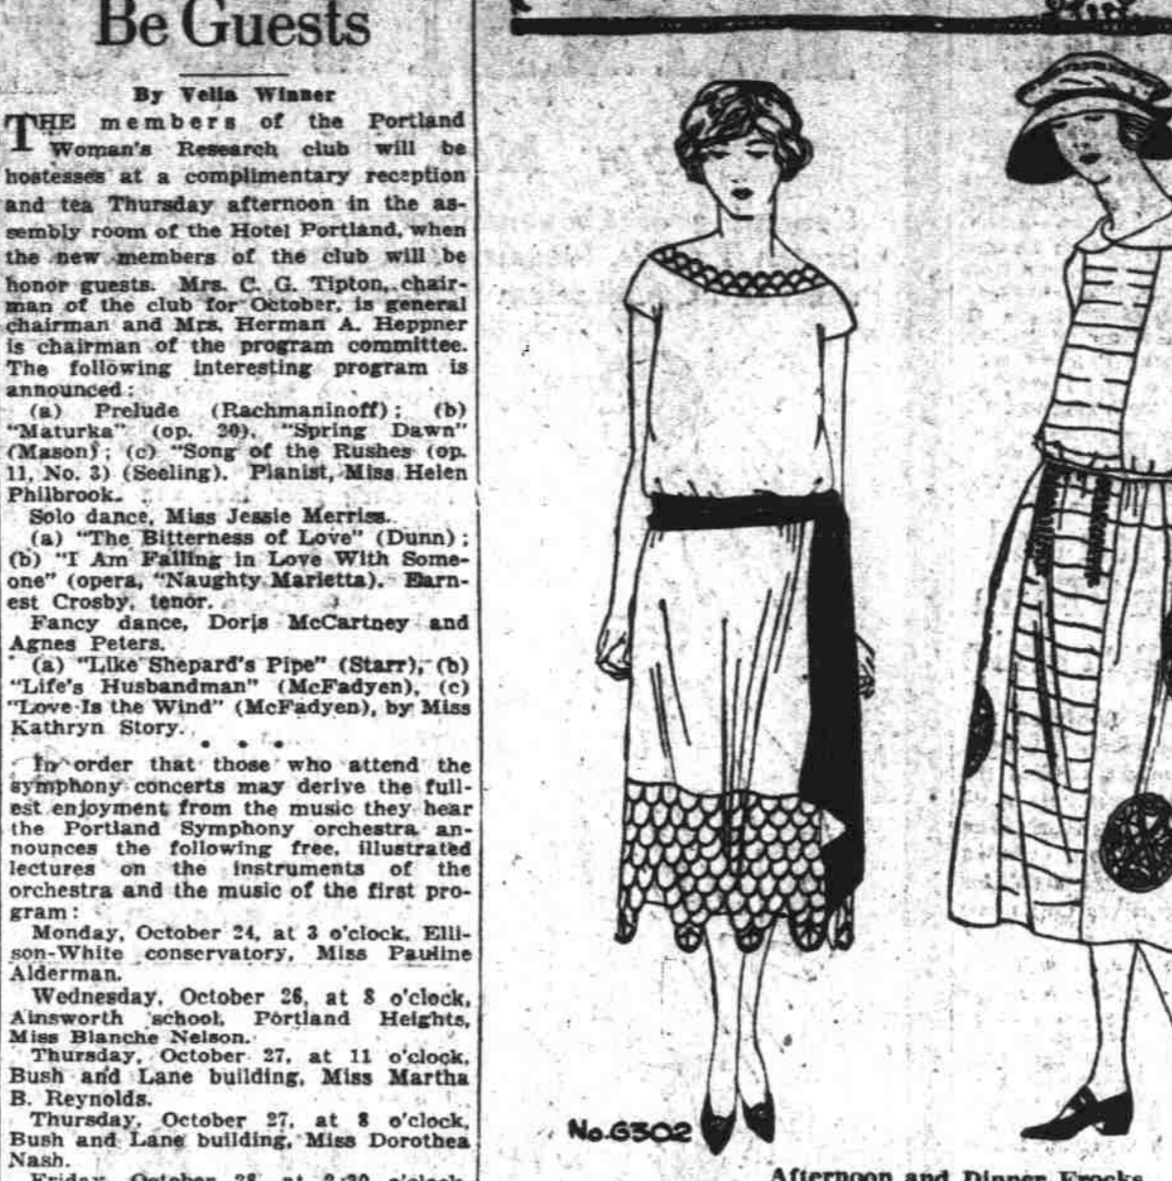 Be Guests
By Vella Winner
THE members of the Portland
Woman's Research club will be
hostesses at a complimentary reception
and tea Thursday afternoon in the as-
sembly room of the Hotel Portland, when
the new members of the club will be
honor guests. Mrs. C. G. Tipton, chair-
man of the club for October, is general
chairman and Mrs. Herman A. Heppner
is chairman of the program committee.
The following interesting program is
announced:
(a) Prelude (Rachmaninoff); (b)
"Maturka" (op. 20), "Spring Dawn"
(Mason); (c) "Song of the Rushes (op.
11, No. 3) (Seeling). Pianist, Miss Helen
Philbrook.
Solo dance, Miss Jessie Merriss.
(a) "The Bitterness of Love" (Dunn);
(b) "I Am Falling in Love With Some-
one" (opera, "Naughty Marietta). Earn-
est Crosby, tenor.
Fancy dance, Doris McCartney and
Agnes Peters.
(a) "Like Shepard's Pipe" (Starr), (b)
"Life's Husbandman" (McFadyen), (c)
"Love Is the Wind" (McFadyen), by Miss
Kathryn Story.
• • •
In order that those who attend the
symphony concerts may derive the full-
est enjoyment from the music they hear
the Portland Symphony orchestra an-
nounces the following free, illustrated
lectures on the instruments of the
orchestra and the music of the first pro-
gram:
Monday, October 24, at 3 o'clock, Elli-
son-White conservatory, Miss Pauline
Alderman.
Wednesday, October 26, at 8 o'clock,
Ainsworth school, Portland Heights,
Miss Blanche Nelson.
Thursday, October 27, at 11 o'clock,
Bush and Lane building, Miss Martha
B. Reynolds.
Thursday, October 27, at 8 o'clock,
Bush and Lane building, Miss Dorothea
Nash.
Friday, October 28, at 3:30 o'clock,
No. G302
Afternoon and Dinner Frocks